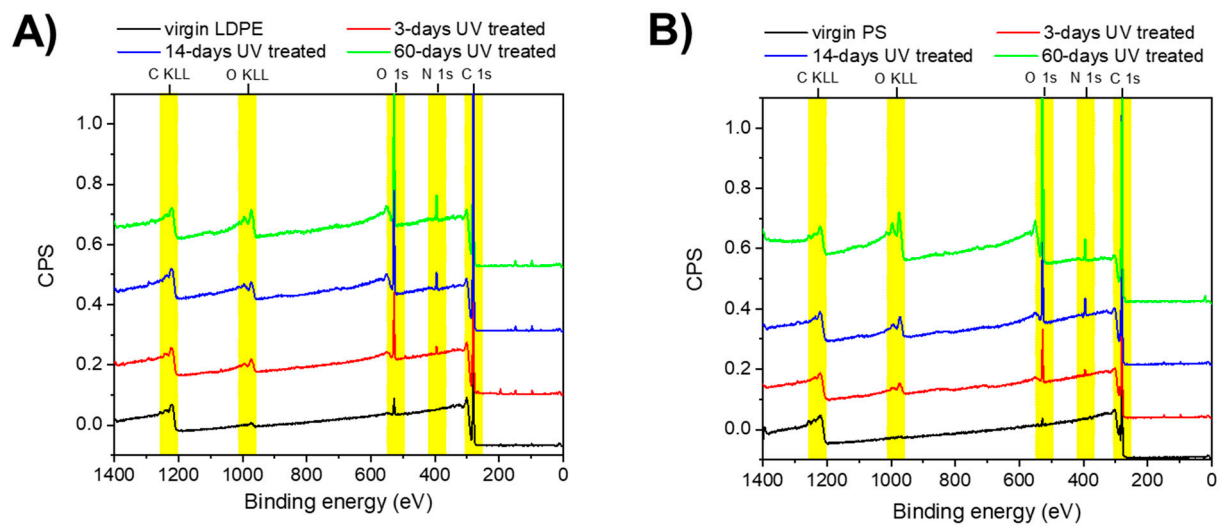 A)
virgin LDPE 3-days UV treated
14-days UV treated 60-days UV treated
C KLL O KLL O 1s N 1s C 1s
1.0
0.8
0.6
0.4
0.2
0.0
CPS
1400 1200 1000 800 600 400 200 0
Binding energy (eV)
B)
virgin PS 3-days UV treated
14-days UV treated 60-days UV treated
C KLL O KLL O 1s N 1s C 1s
1.0
0.8
0.6
0.4
0.2
0.0
CPS
1400 1200 1000 800 600 400 200 0
Binding energy (eV)